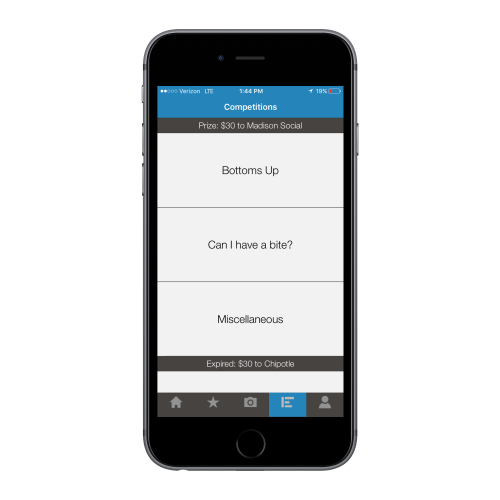 Verizon LTE 1:44 PM 19%
Competitions
Prize: $30 to Madison Social
Bottoms Up
Can I have a bite?
Miscellaneous
Expired: $30 to Chipotle